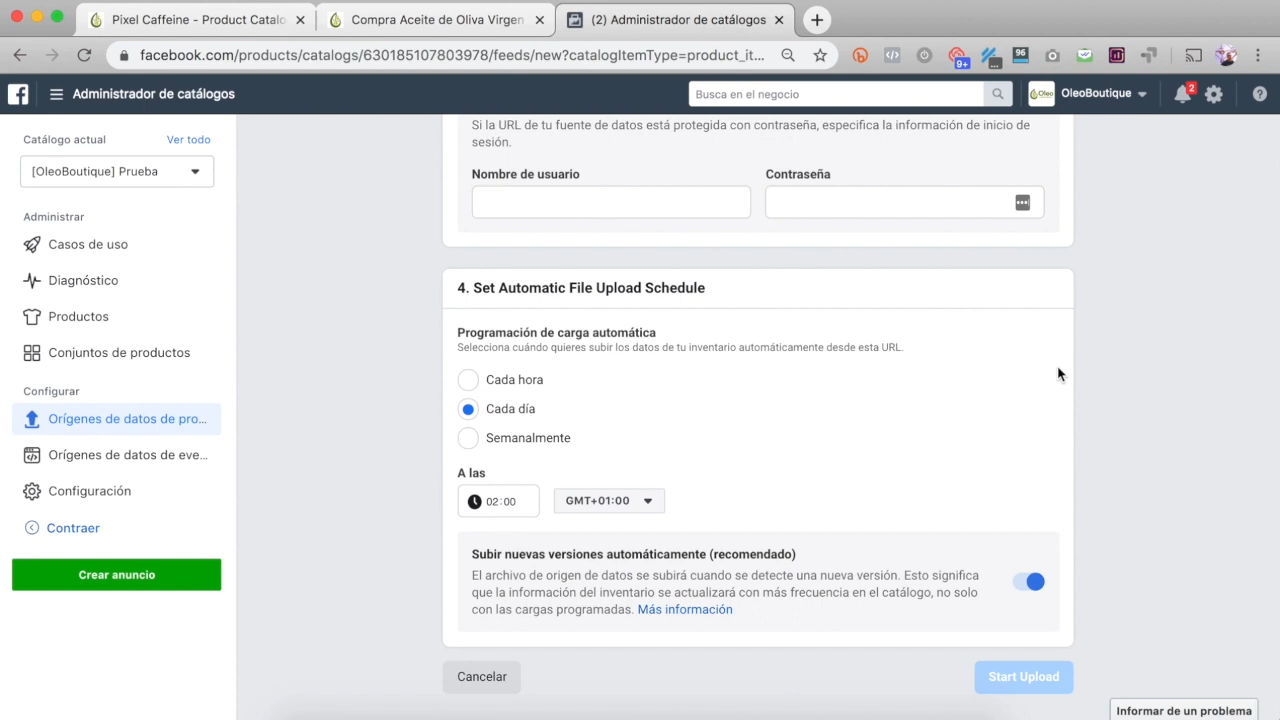 Pixel Caffeine - Product Catalo
Compra Aceite de Oliva Virgen
(2) Administrador de catálogos
facebook.com/products/catalogs/630185107803978/feeds/new?catalogItemType=product_it...
9+
96
Administrador de catálogos
Busca en el negocio
Oleo
OleoBoutique
2
Catálogo actual
Ver todo
[OleoBoutique] Prueba
Administrar
Casos de uso
Diagnóstico
Productos
Conjuntos de productos
Configurar
Orígenes de datos de pro...
Orígenes de datos de eve...
Configuración
Contraer
Crear anuncio
Si la URL de tu fuente de datos está protegida con contraseña, especifica la información de inicio de
sesión.
Nombre de usuario
Contraseña
4. Set Automatic File Upload Schedule
Programación de carga automática
Selecciona cuándo quieres subir los datos de tu inventario automáticamente desde esta URL.
Cada hora
Cada día
Semanalmente
A las
02:00
GMT+01:00
Subir nuevas versiones automáticamente (recomendado)
El archivo de origen de datos se subirá cuando se detecte una nueva versión. Esto significa
que la información del inventario se actualizará con más frecuencia en el catálogo, no solo
con las cargas programadas. Más información
Cancelar
Start Upload
Informar de un problema